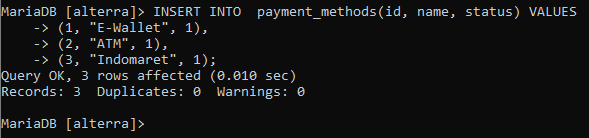 MariaDB [alterra]> INSERT INTO  payment_methods(id, name, status) VALUES
    -> (1, "E-Wallet", 1),
    -> (2, "ATM", 1),
    -> (3, "Indomaret", 1);
Query OK, 3 rows affected (0.010 sec)
Records: 3  Duplicates: 0  Warnings: 0

MariaDB [alterra]>